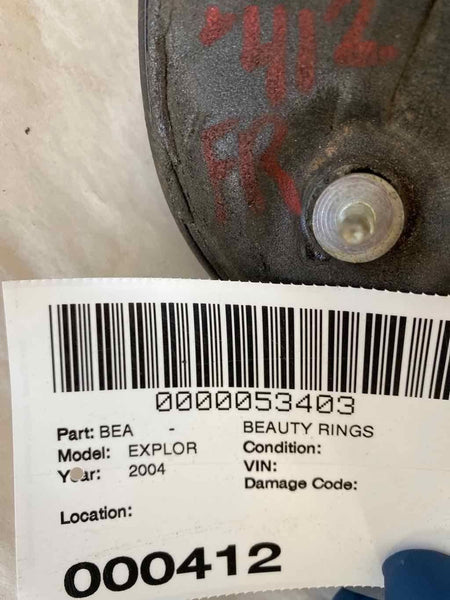 -412
FR
0000053403
Part: BEA - BEAUTY RINGS
Model: EXPLOR Condition:
Year: 2004 VIN:
Damage Code:
Location:
000412